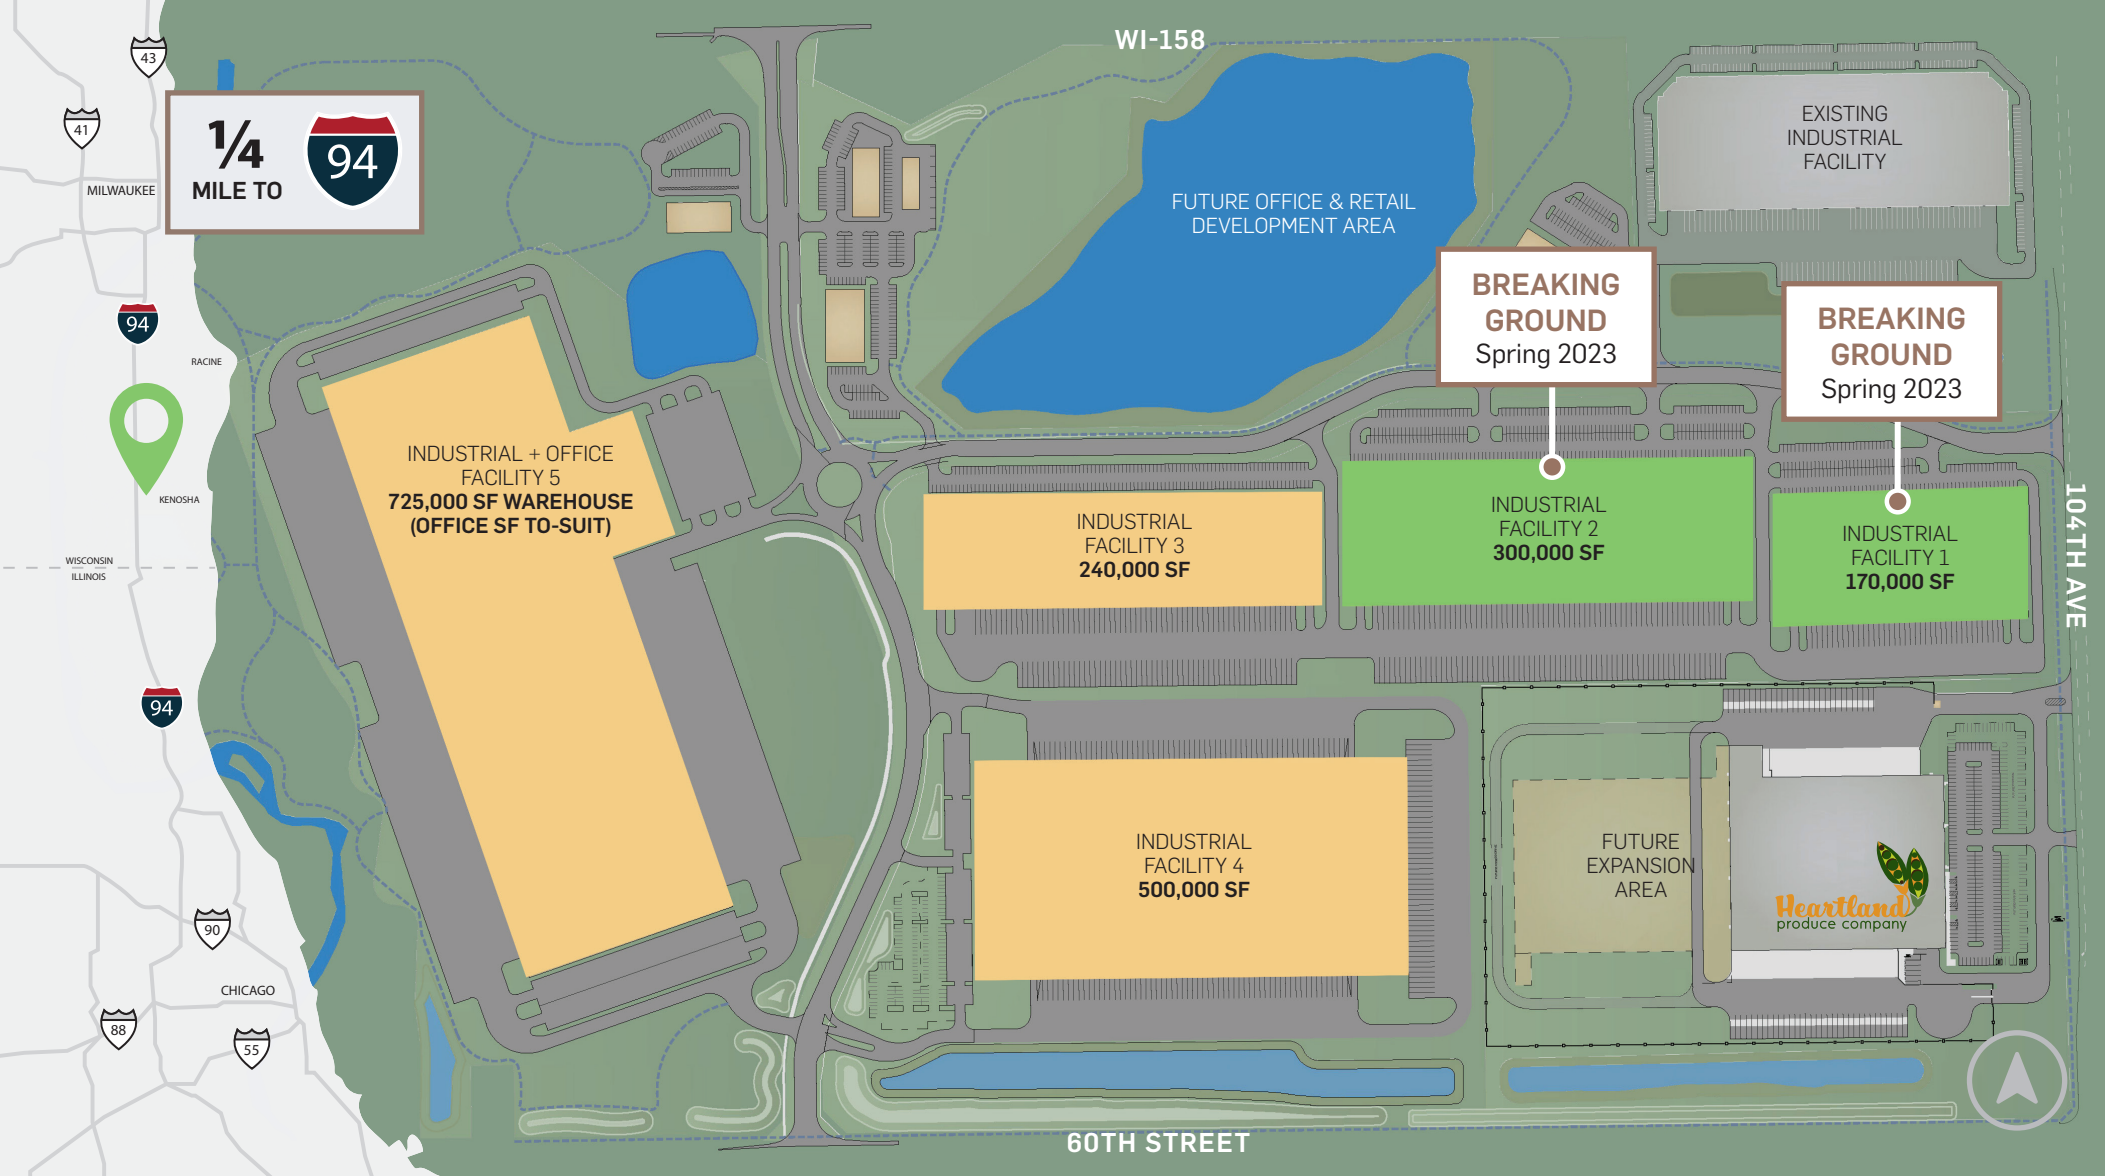 WI-158
43
41
MILWAUKEE
1/4
MILE TO
94
94
RACINE
KENOSHA
WISCONSIN
ILLINOIS
94
90
CHICAGO
88
55
FUTURE OFFICE & RETAIL
DEVELOPMENT AREA
EXISTING
INDUSTRIAL
FACILITY
BREAKING
GROUND
Spring 2023
BREAKING
GROUND
Spring 2023
INDUSTRIAL + OFFICE
FACILITY 5
725,000 SF WAREHOUSE
(OFFICE SF TO-SUIT)
INDUSTRIAL
FACILITY 3
240,000 SF
INDUSTRIAL
FACILITY 2
300,000 SF
INDUSTRIAL
FACILITY 1
170,000 SF
104TH AVE
INDUSTRIAL
FACILITY 4
500,000 SF
FUTURE
EXPANSION
AREA
Heartland
produce company
60TH STREET